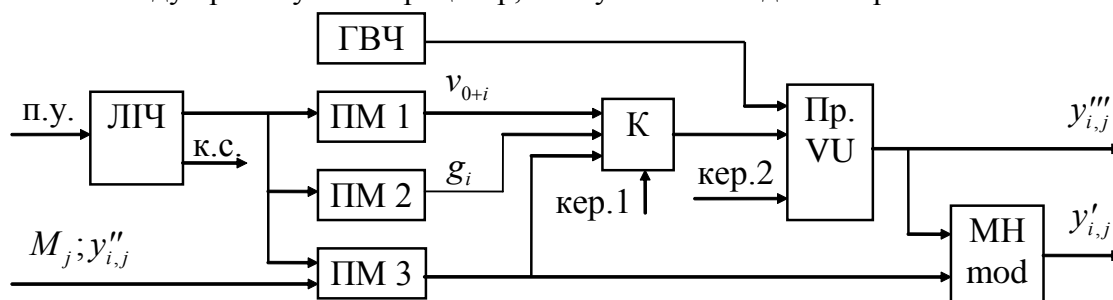 ГВЧ
п.у.
ЛІЧ
к.с.
ПМ 1
v₀₊ᵢ
К
Пр.
VU
y‴ᵢ,ⱼ
ПМ 2
gᵢ
кер.1
кер.2
Mⱼ; y″ᵢ,ⱼ
ПМ 3
МН
mod
y′ᵢ,ⱼ